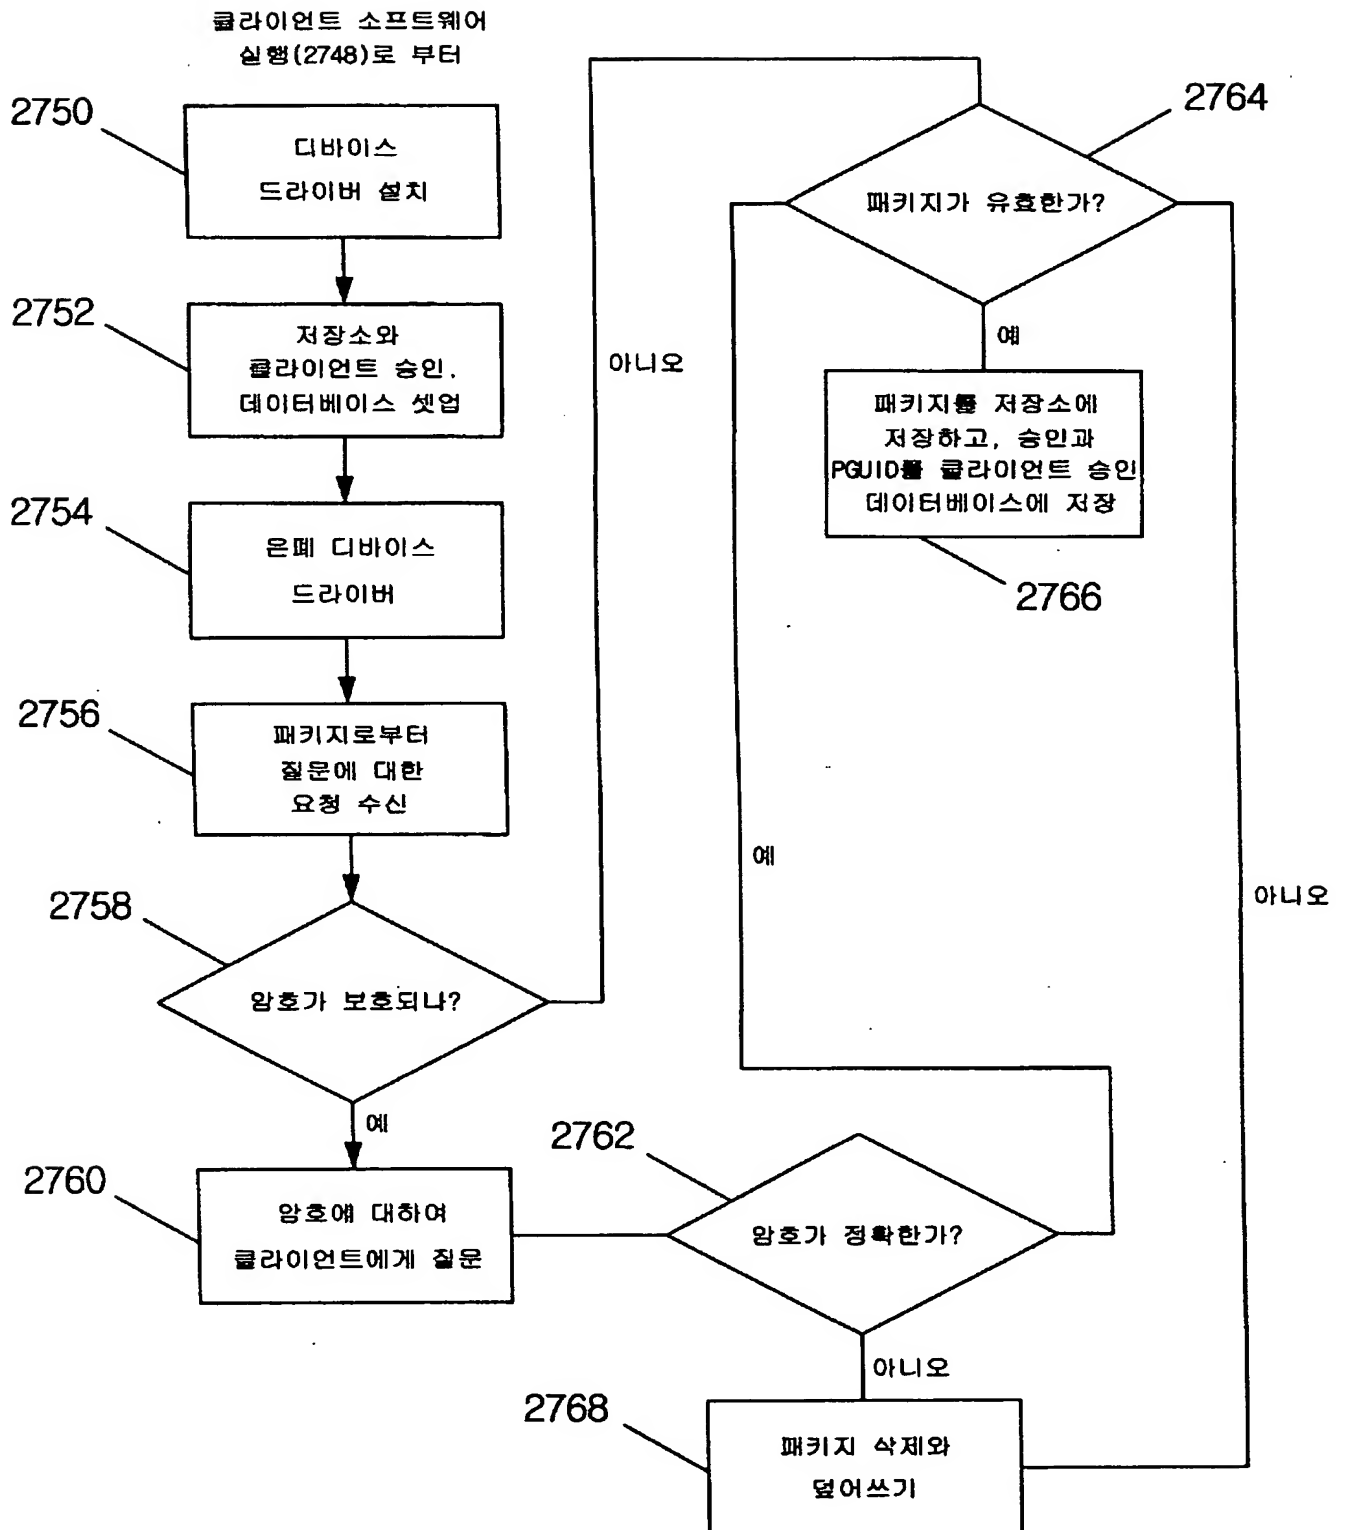 클라이언트 소프트웨어
실행(2748)로 부터
2750
디바이스
드라이버 설치
2752
저장소와
클라이언트 승인.
데이터베이스 셋업
2754
은폐 디바이스
드라이버
2756
패키지로부터
질문에 대한
요청 수신
2758
암호가 보호되나?
아니오
예
2760
암호에 대하여
클라이언트에게 질문
2762
암호가 정확한가?
예
아니오
2764
패키지가 유효한가?
예
패키지를 저장소에
저장하고, 승인과
PGUID를 클라이언트 승인
데이터베이스에 저장
2766
아니오
2768
패키지 삭제와
덮어쓰기